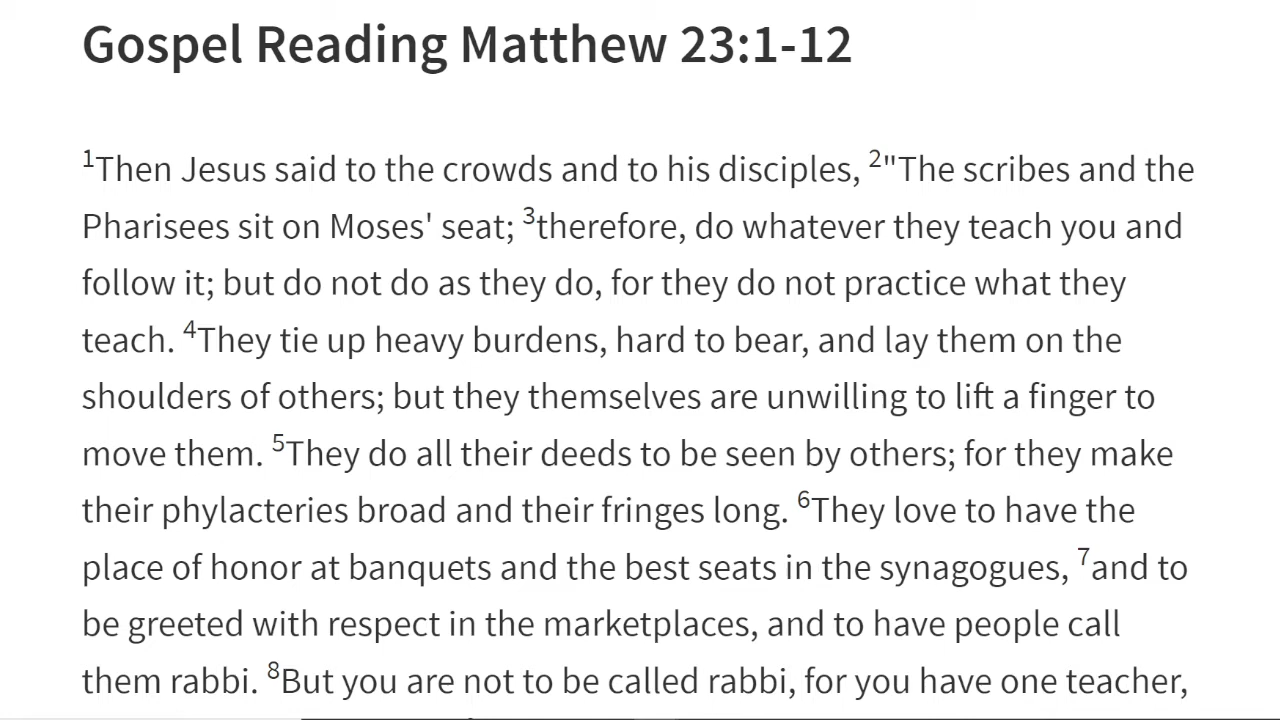 Gospel Reading Matthew 23:1-12
1Then Jesus said to the crowds and to his disciples, 2"The scribes and the
Pharisees sit on Moses' seat; 3therefore, do whatever they teach you and
follow it; but do not do as they do, for they do not practice what they
teach. 4They tie up heavy burdens, hard to bear, and lay them on the
shoulders of others; but they themselves are unwilling to lift a finger to
move them. 5They do all their deeds to be seen by others; for they make
their phylacteries broad and their fringes long. 6They love to have the
place of honor at banquets and the best seats in the synagogues, 7and to
be greeted with respect in the marketplaces, and to have people call
them rabbi. 8But you are not to be called rabbi, for you have one teacher,